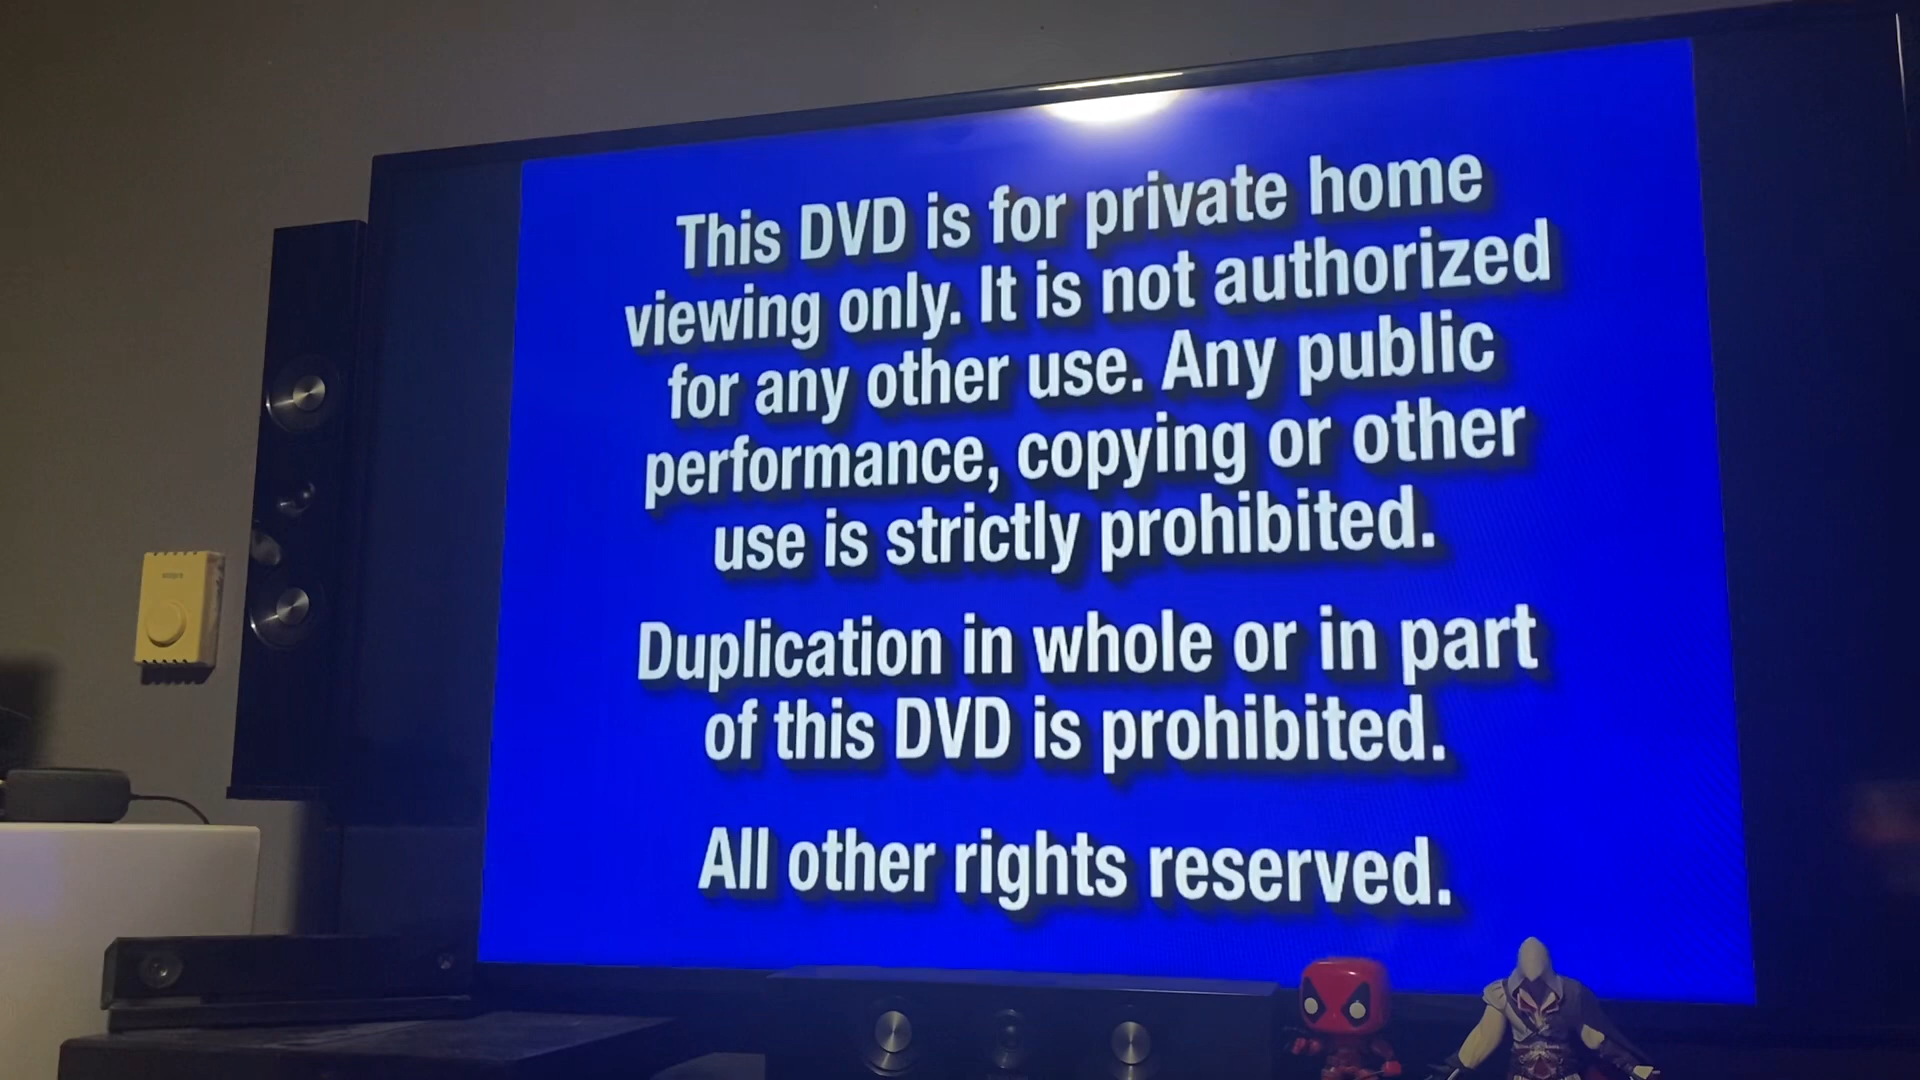 This DVD is for private home
viewing only. It is not authorized
for any other use. Any public
performance, copying or other
use is strictly prohibited.
Duplication in whole or in part
of this DVD is prohibited.
All other rights reserved.